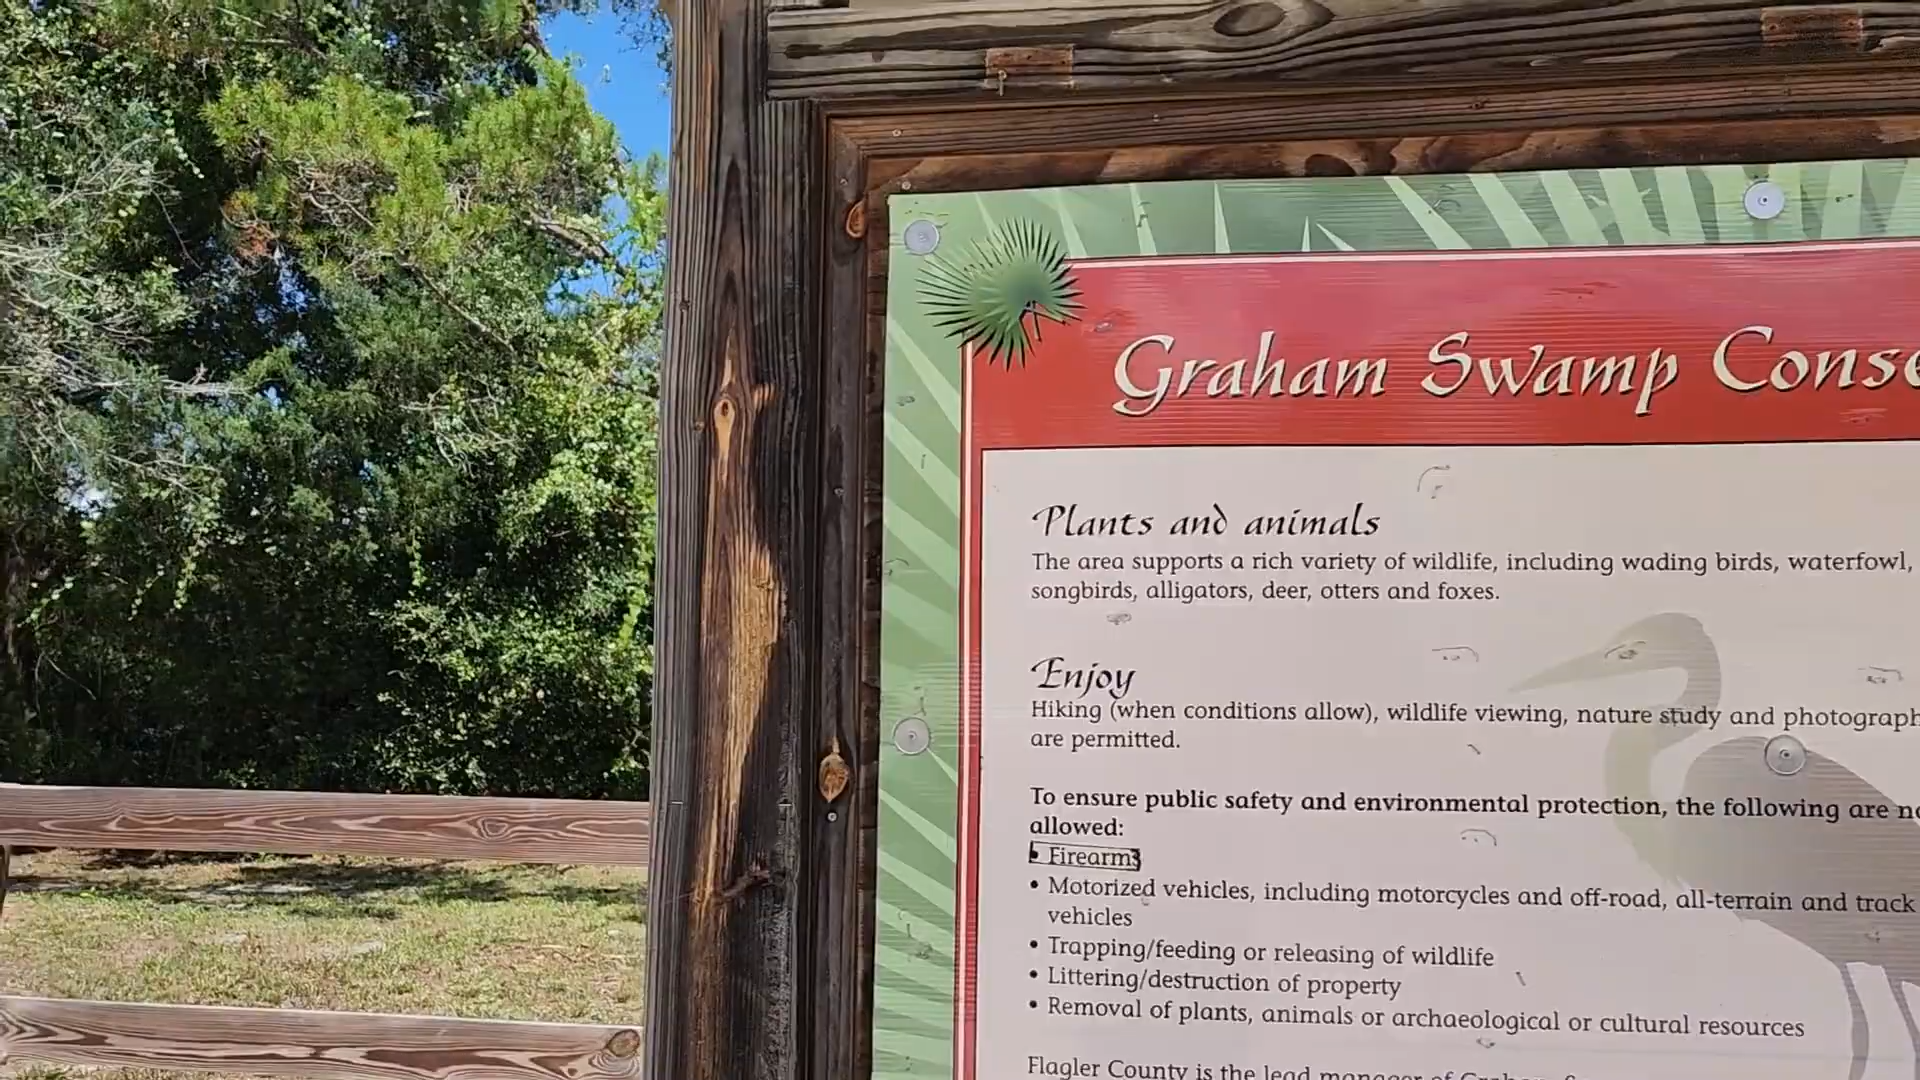 Graham Swamp Conse
Plants and animals
The area supports a rich variety of wildlife, including wading birds, waterfowl,
songbirds, alligators, deer, otters and foxes.
Enjoy
Hiking (when conditions allow), wildlife viewing, nature study and photograph
are permitted.
To ensure public safety and environmental protection, the following are no
allowed:
• Firearms
• Motorized vehicles, including motorcycles and off-road, all-terrain and track
vehicles
• Trapping/feeding or releasing of wildlife
• Littering/destruction of property
• Removal of plants, animals or archaeological or cultural resources
Flagler County is the lead manager of